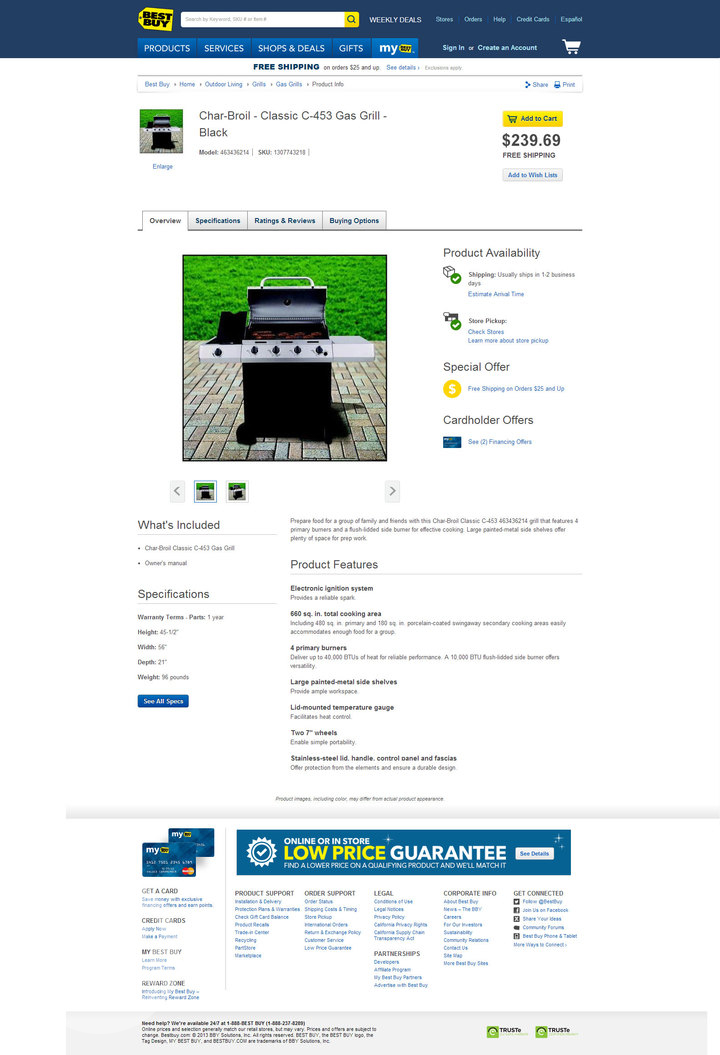 BEST BUY
Search by Keyword, SKU # or Item #
WEEKLY DEALS
Stores Orders Help Credit Cards Español
PRODUCTS SERVICES SHOPS & DEALS GIFTS my BEST BUY
Sign In or Create an Account
FREE SHIPPING on orders $25 and up. See details › Exclusions apply.
Best Buy › Home › Outdoor Living › Grills › Gas Grills › Product Info
Share Print
Char-Broil - Classic C-453 Gas Grill -
Black
Model: 463436214 | SKU: 1307743218 |
Enlarge
Add to Cart
$239.69
FREE SHIPPING
Add to Wish Lists
Overview Specifications Ratings & Reviews Buying Options
Product Availability
Shipping: Usually ships in 1-2 business
days
Estimate Arrival Time
Store Pickup:
Check Stores
Learn more about store pickup
Special Offer
Free Shipping on Orders $25 and Up
Cardholder Offers
See (2) Financing Offers
What's Included
• Char-Broil Classic C-453 Gas Grill
• Owner's manual
Specifications
Warranty Terms - Parts: 1 year
Height: 45-1/2"
Width: 56"
Depth: 21"
Weight: 96 pounds
See All Specs
Prepare food for a group of family and friends with this Char-Broil Classic C-453 463436214 grill that features 4
primary burners and a flush-lidded side burner for effective cooking. Large painted-metal side shelves offer
plenty of space for prep work.
Product Features
Electronic ignition system
Provides a reliable spark.
660 sq. in. total cooking area
Including 480 sq. in. primary and 180 sq. in. porcelain-coated swingaway secondary cooking areas easily
accommodates enough food for a group.
4 primary burners
Deliver up to 40,000 BTUs of heat for reliable performance. A 10,000 BTU flush-lidded side burner offers
versatility.
Large painted-metal side shelves
Provide ample workspace.
Lid-mounted temperature gauge
Facilitates heat control.
Two 7" wheels
Enable simple portability.
Stainless-steel lid, handle, control panel and fascias
Offer protection from the elements and ensure a durable design.
Product images, including color, may differ from actual product appearance.
my BEST BUY
my BEST BUY
ONLINE OR IN STORE
LOW PRICE GUARANTEE
FIND A LOWER PRICE ON A QUALIFYING PRODUCT AND WE'LL MATCH IT
See Details
GET A CARD
Save money with exclusive
financing offers and earn points.
CREDIT CARDS
Apply Now
Make a Payment
MY BEST BUY
Learn More
Program Terms
REWARD ZONE
Introducing My Best Buy –
Reinventing Reward Zone
PRODUCT SUPPORT
Installation & Delivery
Protection Plans & Warranties
Check Gift Card Balance
Product Recalls
Trade-in Center
Recycling
PartStore
Marketplace
ORDER SUPPORT
Order Status
Shipping Costs & Timing
Store Pickup
International Orders
Return & Exchange Policy
Customer Service
Low Price Guarantee
LEGAL
Conditions of Use
Legal Notices
Privacy Policy
California Privacy Rights
California Supply Chain
Transparency Act
PARTNERSHIPS
Developers
Affiliate Program
My Best Buy Partners
Advertise with Best Buy
CORPORATE INFO
About Best Buy
News – The BBY
Careers
For Our Investors
Sustainability
Community Relations
Contact Us
Site Map
More Best Buy Sites
GET CONNECTED
Follow @BestBuy
Join Us on Facebook
Share Your Ideas
Community Forums
Best Buy Phone & Tablet
More Ways to Connect ›
Need help? We're available 24/7 at 1-888-BEST BUY (1-888-237-8289)
Online prices and selection generally match our retail stores, but may vary. Prices and offers are subject to
change. Bestbuy.com: © 2013 BBY Solutions, Inc. All rights reserved. BEST BUY, the BEST BUY logo, the
Tag Design, MY BEST BUY, and BESTBUY.COM are trademarks of BBY Solutions, Inc.
TRUSTe
TRUSTe